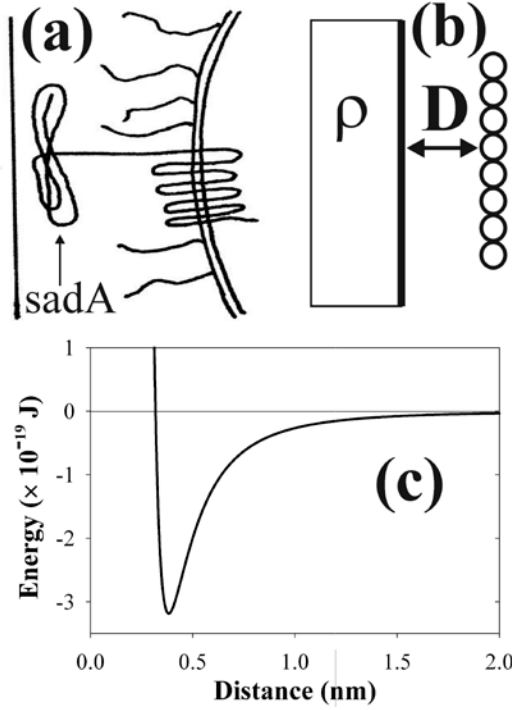 (a)
sadA
(b)
ρ
D
1
0
-1
-2
-3
Energy (× 10⁻¹⁹ J)
(c)
0.0 0.5 1.0 1.5 2.0
Distance (nm)